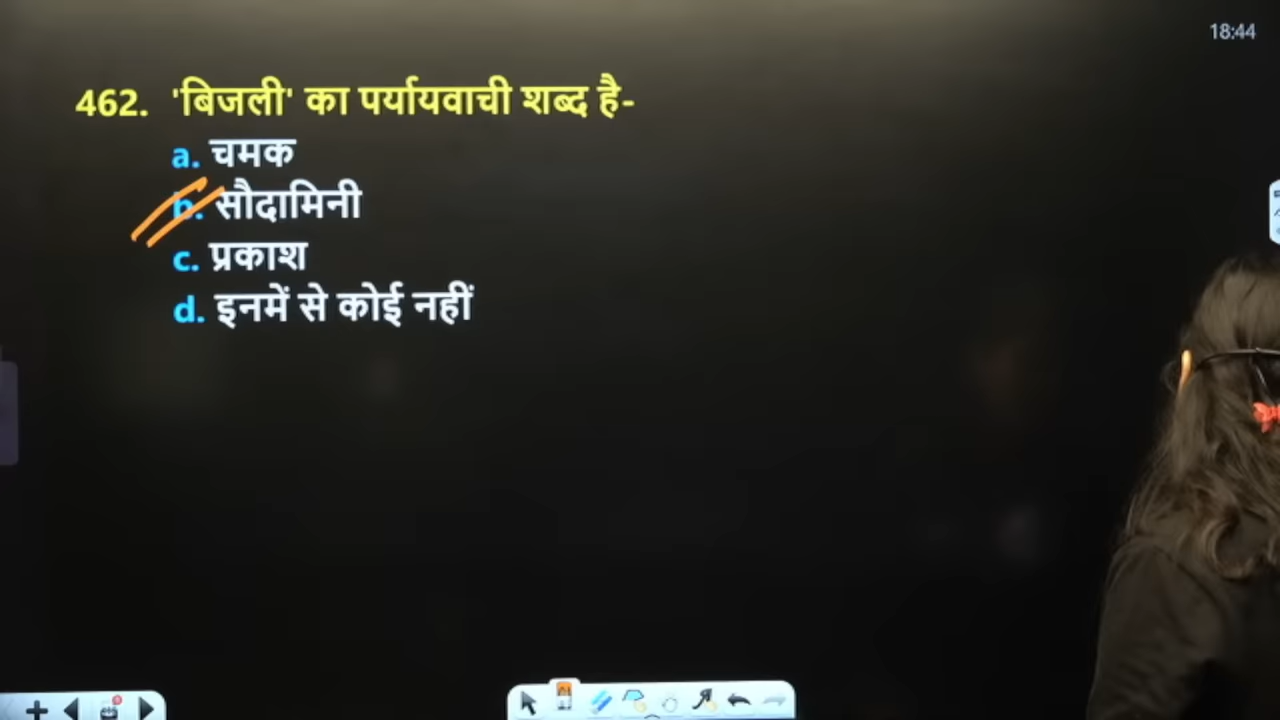 18:44
462. 'बिजली' का पर्यायवाची शब्द है-
a. चमक
b. सौदामिनी
c. प्रकाश
d. इनमें से कोई नहीं